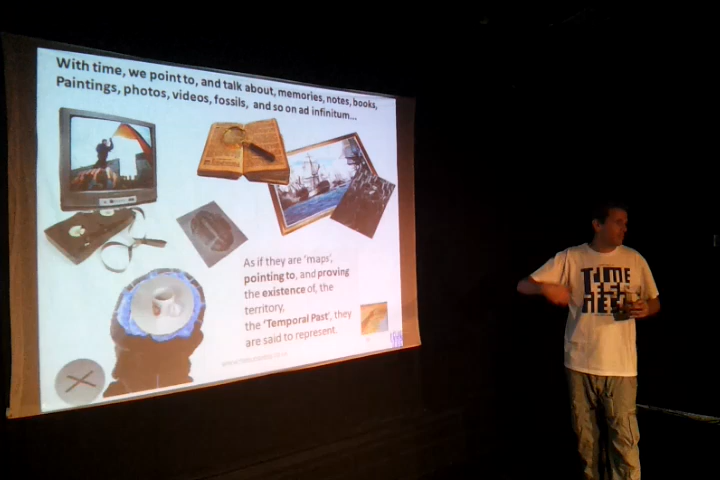 With time, we point to, and talk about, memories, notes, books,
Paintings, photos, videos, fossils, and so on ad infinitum...
As if they are 'maps',
pointing to, and proving
the existence of, the
territory,
the 'Temporal Past', they
are said to represent.
TIME